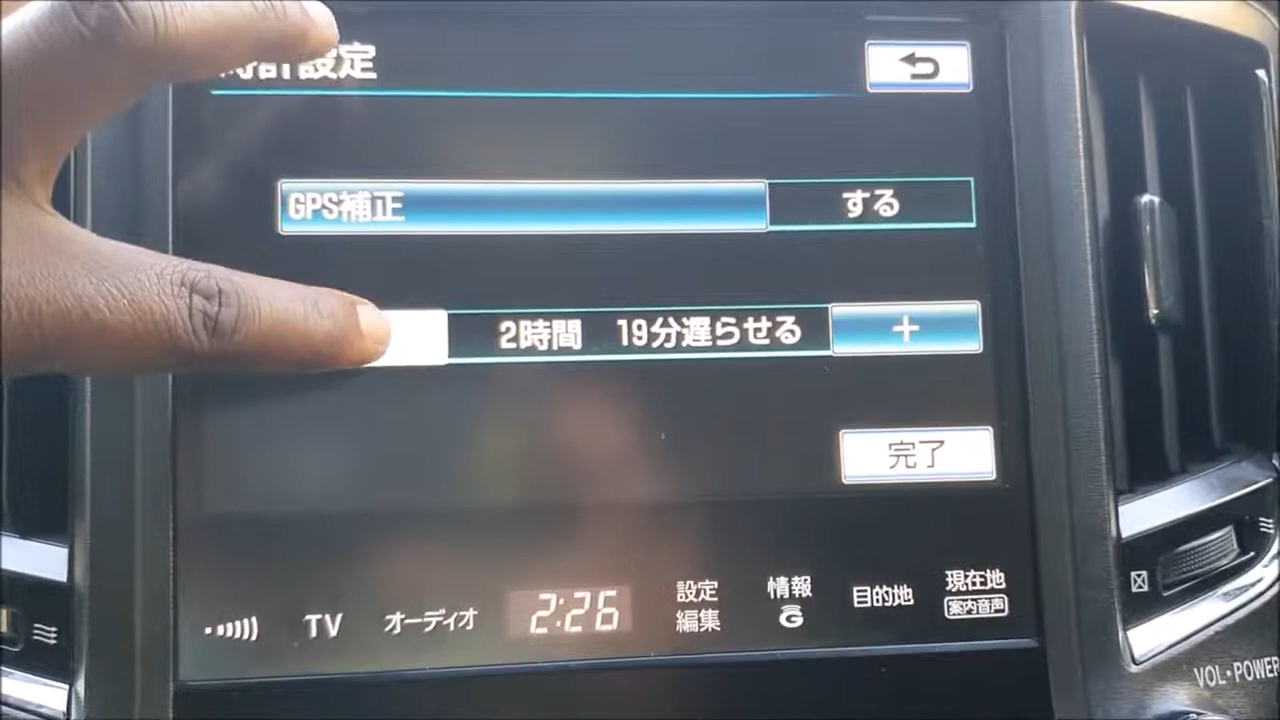 時計設定
GPS補正 する
2時間 19分遅らせる +
完了
TV オーディオ 2:26 設定 編集 情報 G 目的地 現在地 案内音声
VOL・POWER